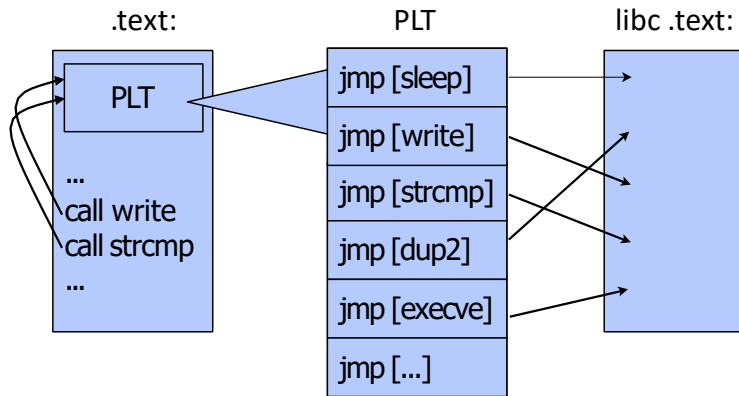 .text:
PLT
...
call write
call strcmp
...
PLT
jmp [sleep]
jmp [write]
jmp [strcmp]
jmp [dup2]
jmp [execve]
jmp [...]
libc .text: